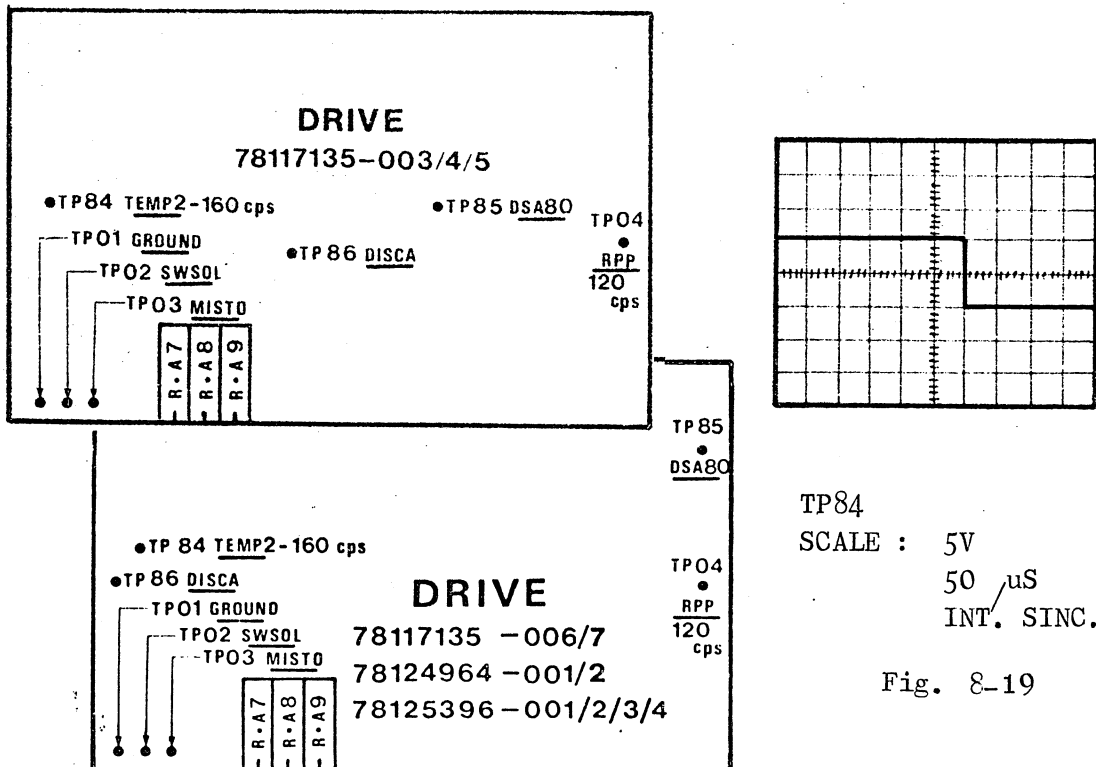 DRIVE
78117135-003/4/5
TP84 TEMP2-160 cps
TP85 DSA80
TP04
TP01 GROUND
TP86 DISCA
RPP
TP02 SWSOL
120
cps
TP03 MISTO
R·A7
R·A8
R·A9
TP85
DSA80
TP84 TEMP2-160 cps
TP86 DISCA
TP04
DRIVE
TP01 GROUND
RPP
TP02 SWSOL
78117135 -006/7
120
cps
TP03 MISTO
78124964 -001/2
78125396 -001/2/3/4
R·A7
R·A8
R·A9
TP84
SCALE : 5V
50 /uS
INT. SINC.
Fig. 8-19